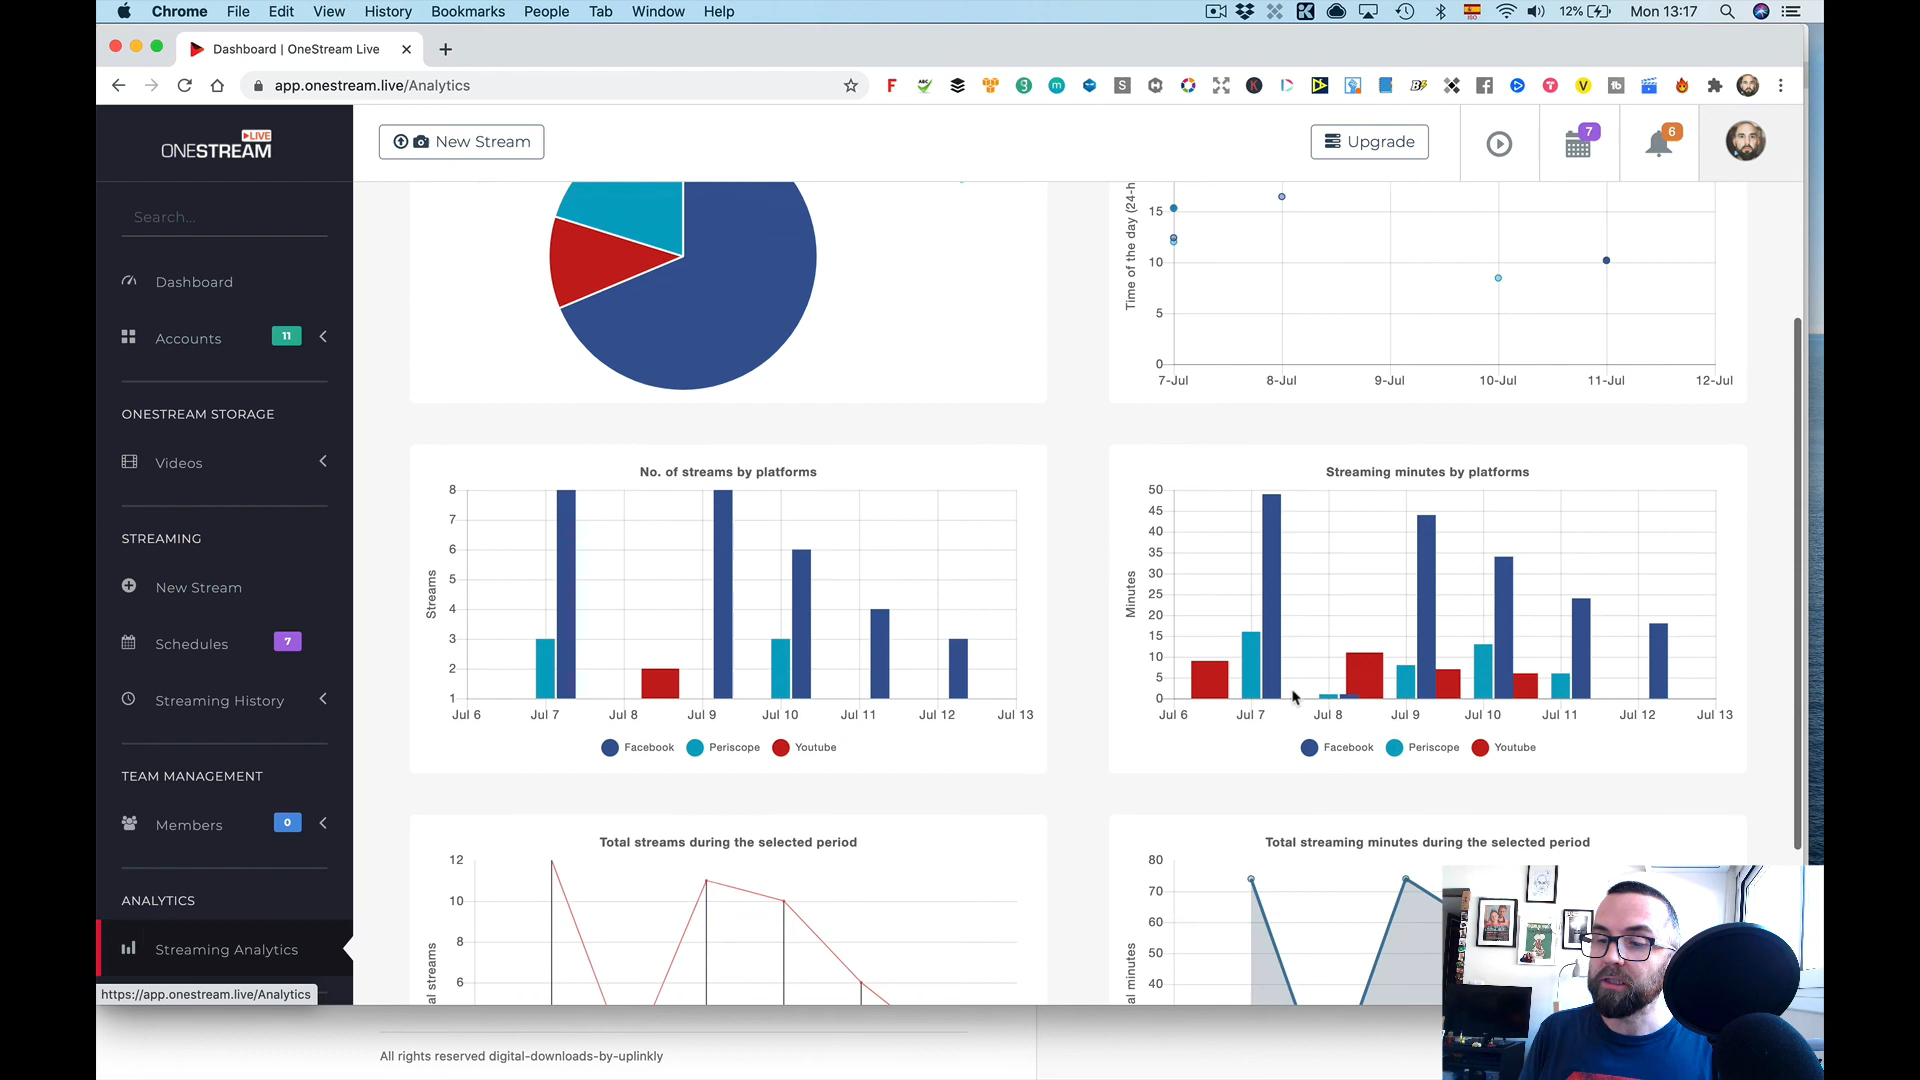 Chrome File Edit View History Bookmarks People Tab Window Help 12% Mon 13:17
Dashboard | OneStream Live
app.onestream.live/Analytics
LIVE
ONESTREAM
New Stream
Upgrade
7
6
Search...
Dashboard
Accounts 11
ONESTREAM STORAGE
Videos
STREAMING
New Stream
Schedules 7
Streaming History
TEAM MANAGEMENT
Members 0
ANALYTICS
Streaming Analytics
https://app.onestream.live/Analytics
Time of the day (24-h
15
10
5
0
7-Jul 8-Jul 9-Jul 10-Jul 11-Jul 12-Jul
No. of streams by platforms
Streams
8
7
6
5
4
3
2
1
Jul 6 Jul 7 Jul 8 Jul 9 Jul 10 Jul 11 Jul 12 Jul 13
Facebook Periscope Youtube
Streaming minutes by platforms
Minutes
50
45
40
35
30
25
20
15
10
5
0
Jul 6 Jul 7 Jul 8 Jul 9 Jul 10 Jul 11 Jul 12 Jul 13
Facebook Periscope Youtube
Total streams during the selected period
al streams
12
10
8
6
Total streaming minutes during the selected period
al minutes
80
70
60
50
40
All rights reserved digital-downloads-by-uplinkly